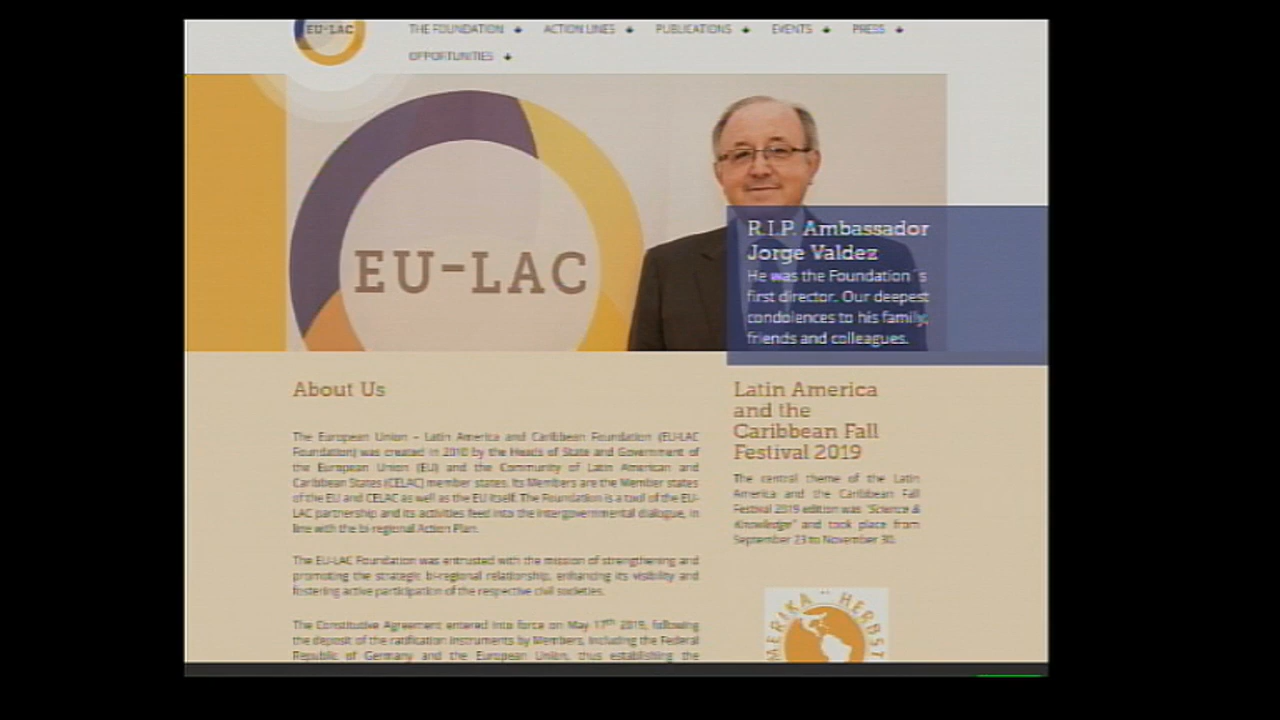 EU-LAC
THE FOUNDATION
ACTION LINES
PUBLICATIONS
EVENTS
PRESS
OPPORTUNITIES
EU-LAC
R.I.P. Ambassador
Jorge Valdez
He was the Foundation´s
first director. Our deepest
condolences to his family,
friends and colleagues.
About Us
The European Union – Latin America and Caribbean Foundation (EU-LAC
Foundation) was created in 2010 by the Heads of State and Government of
the European Union (EU) and the Community of Latin American and
Caribbean States (CELAC) member states. Its Members are the Member states
of the EU and CELAC as well as the EU itself. The Foundation is a tool of the EU-
LAC partnership and its activities feed into the intergovernmental dialogue, in
line with the bi-regional Action Plan.
The EU-LAC Foundation was entrusted with the mission of strengthening and
promoting the strategic bi-regional relationship, enhancing its visibility and
fostering active participation of the respective civil societies.
The Constitutive Agreement entered into force on May 17th 2019, following
the deposit of the ratification instruments by Members, including the Federal
Republic of Germany and the European Union, thus establishing the
Latin America
and the
Caribbean Fall
Festival 2019
The central theme of the Latin
America and the Caribbean Fall
Festival 2019 edition was "Science &
Knowledge" and took place from
September 23 to November 30.
MERIKA HERBST